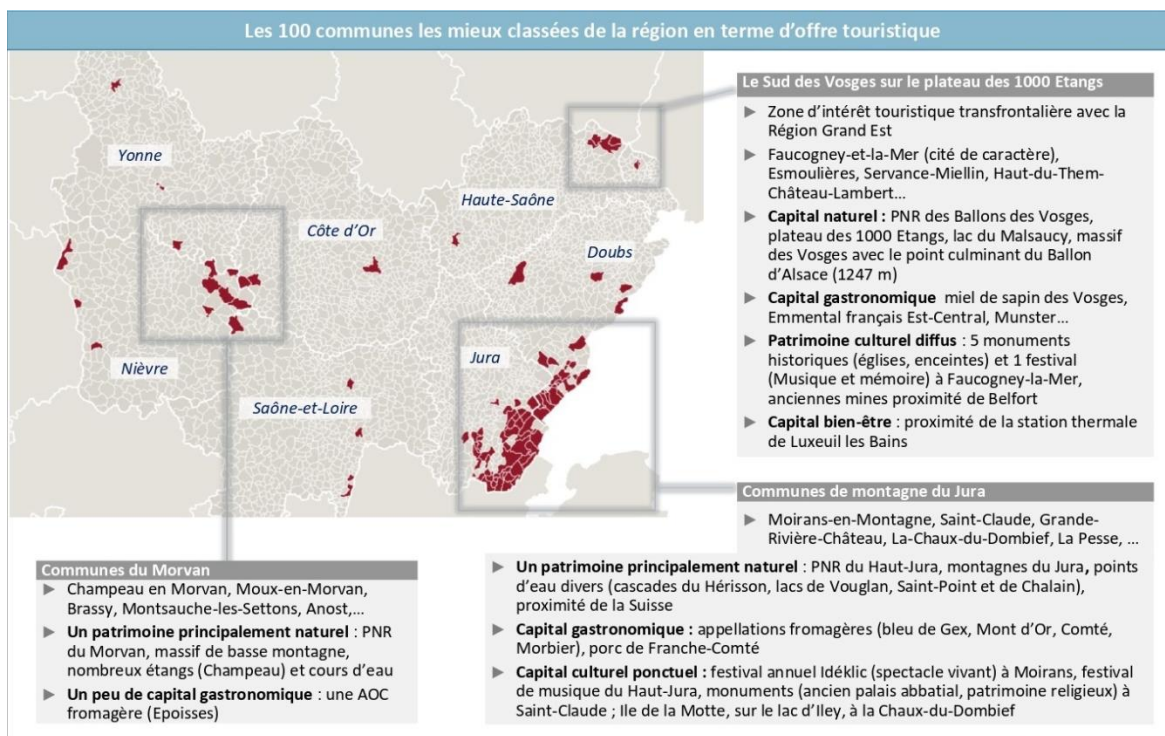 Les 100 communes les mieux classées de la région en terme d'offre touristique
Yonne
Côte d'Or
Haute-Saône
Doubs
Nièvre
Saône-et-Loire
Jura
Le Sud des Vosges sur le plateau des 1000 Etangs
► Zone d'intérêt touristique transfrontalière avec la
Région Grand Est
► Faucogney-et-la-Mer (cité de caractère),
Esmoulières, Servance-Miellin, Haut-du-Them-
Château-Lambert...
► Capital naturel : PNR des Ballons des Vosges,
plateau des 1000 Etangs, lac du Malsaucy, massif
des Vosges avec le point culminant du Ballon
d'Alsace (1247 m)
► Capital gastronomique  miel de sapin des Vosges,
Emmental français Est-Central, Munster...
► Patrimoine culturel diffus : 5 monuments
historiques (églises, enceintes) et 1 festival
(Musique et mémoire) à Faucogney-la-Mer,
anciennes mines proximité de Belfort
► Capital bien-être : proximité de la station thermale
de Luxeuil les Bains
Communes de montagne du Jura
► Moirans-en-Montagne, Saint-Claude, Grande-
Rivière-Château, La-Chaux-du-Dombief, La Pesse, ...
► Un patrimoine principalement naturel : PNR du Haut-Jura, montagnes du Jura, points
d'eau divers (cascades du Hérisson, lacs de Vouglan, Saint-Point et de Chalain),
proximité de la Suisse
► Capital gastronomique : appellations fromagères (bleu de Gex, Mont d'Or, Comté,
Morbier), porc de Franche-Comté
► Capital culturel ponctuel : festival annuel Idéklic (spectacle vivant) à Moirans, festival
de musique du Haut-Jura, monuments (ancien palais abbatial, patrimoine religieux) à
Saint-Claude ; Ile de la Motte, sur le lac d'Iley, à la Chaux-du-Dombief
Communes du Morvan
► Champeau en Morvan, Moux-en-Morvan,
Brassy, Montsauche-les-Settons, Anost,...
► Un patrimoine principalement naturel : PNR
du Morvan, massif de basse montagne,
nombreux étangs (Champeau) et cours d'eau
► Un peu de capital gastronomique : une AOC
fromagère (Epoisses)